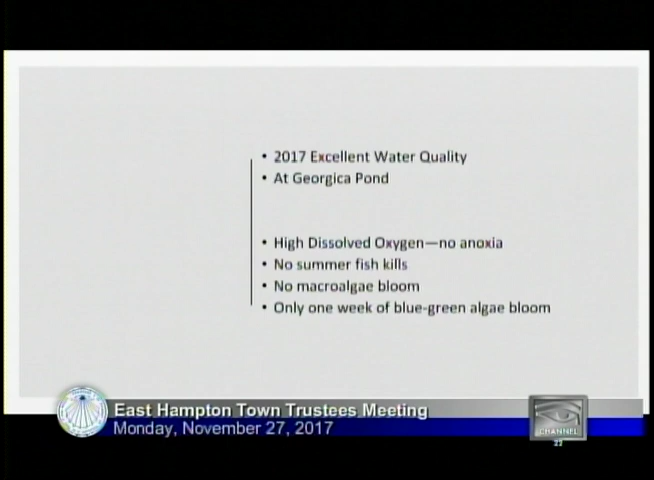 • 2017 Excellent Water Quality
• At Georgica Pond
• High Dissolved Oxygen—no anoxia
• No summer fish kills
• No macroalgae bloom
• Only one week of blue-green algae bloom
East Hampton Town Trustees Meeting
Monday, November 27, 2017
CHANNEL
27